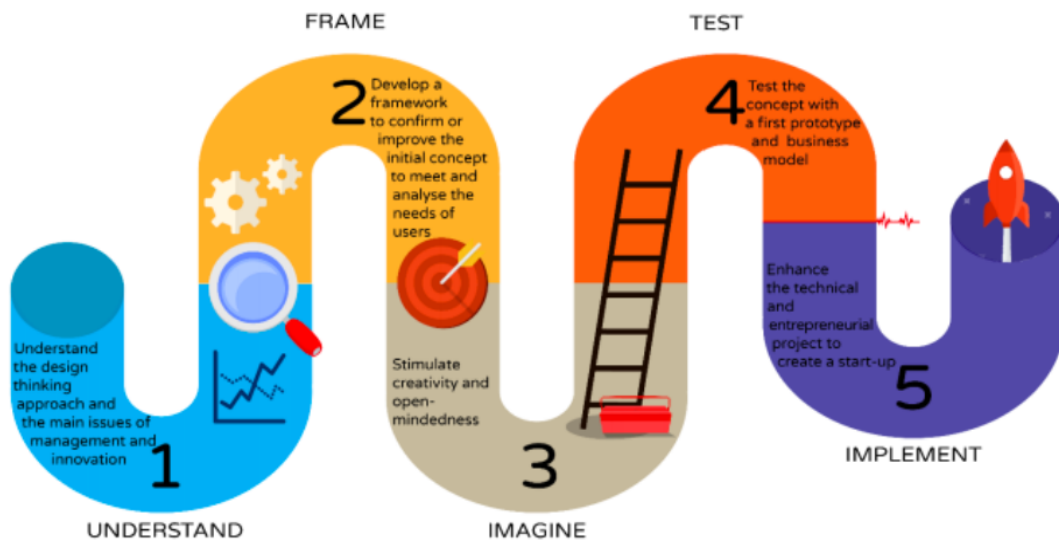 FRAME
TEST
2
Develop a
framework
to confirm or
improve the
initial concept
to meet and
analyse the
needs of
users
4
Test the
concept with
a first prototype
and business
model
Understand
the design
thinking
approach and
the main issues of
management and
innovation
1
Stimulate
creativity and
open-
mindedness
3
Enhance
the technical
and
entrepreneurial
project to
create a start-up
5
UNDERSTAND
IMAGINE
IMPLEMENT